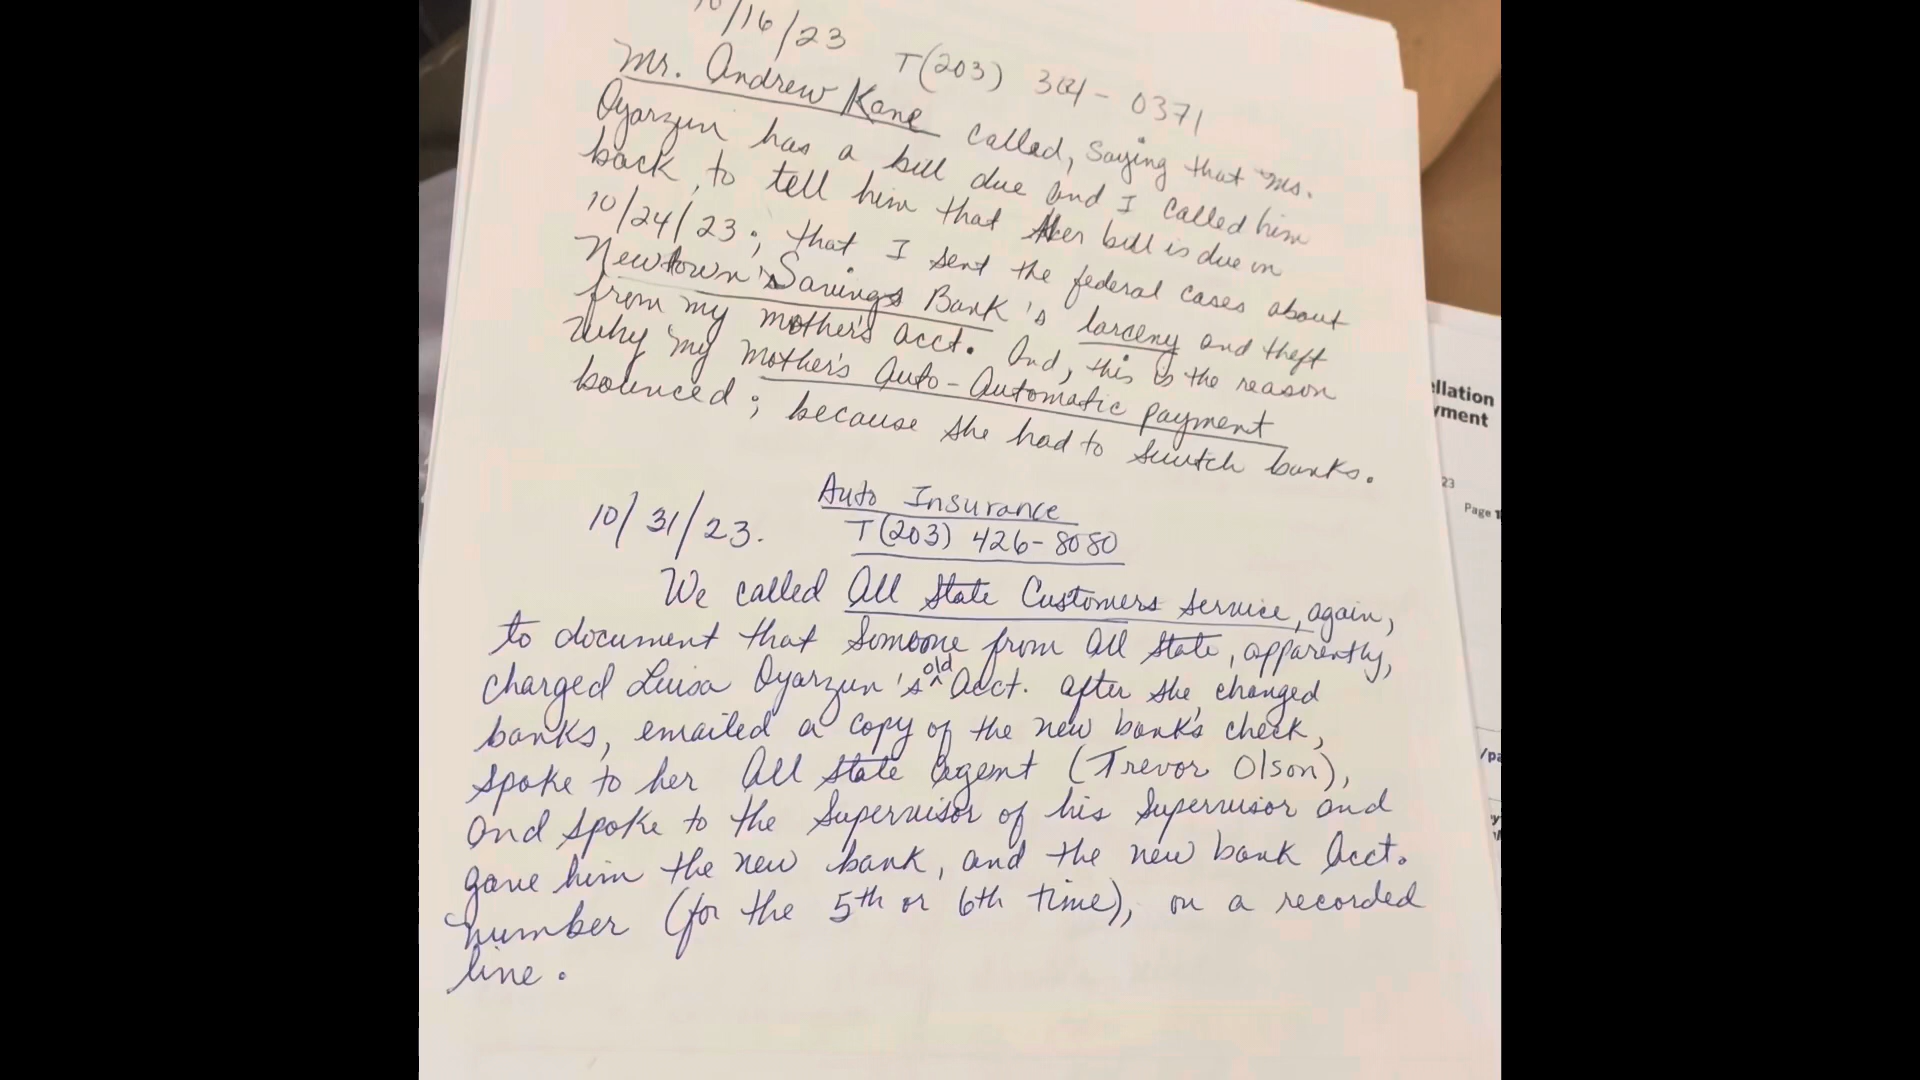 10/16/23 T(203) 304-0371
Mr. Andrew Kane called, saying that Ms.
Oyarzun has a bill due and I called him
back, to tell him that Her bill is due on
10/24/23; that I sent the federal cases about
Newtown's Savings Bank's larceny and theft
from my mother's acct. And, this is the reason
why my mother's Auto-Automatic payment
bounced; because she had to switch banks.
Auto Insurance
10/31/23. T(203) 426-8080
We called All State Customers Service, again,
to document that someone from All State, apparently,
charged Luisa Oyarzun's old Acct. after she changed
banks, emailed a copy of the new bank's check,
spoke to her All State Agent (Trevor Olson),
and spoke to the Supervisor of his Supervisor and
gave him the new bank, and the new bank Acct.
number (for the 5th or 6th time), on a recorded
line.
ellation
yment
23
Page 1
/pa